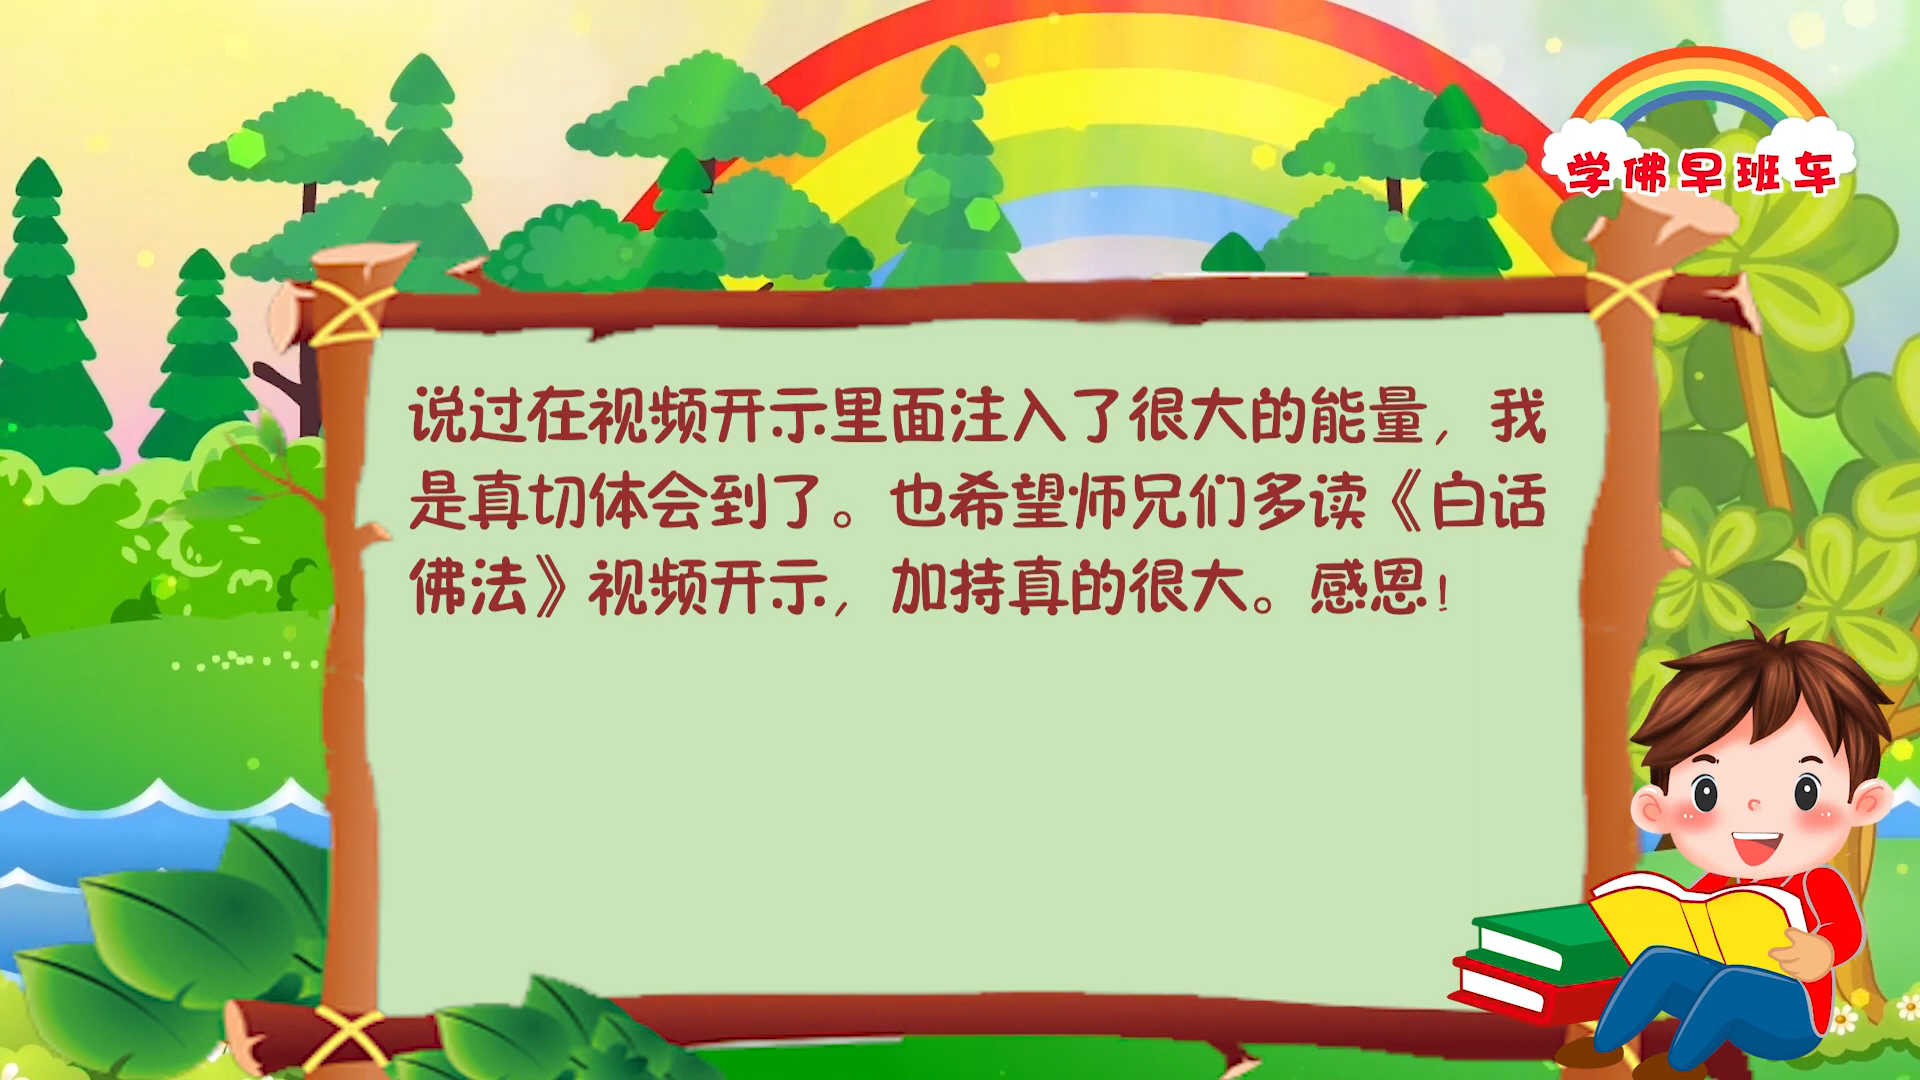 学佛早班车
说过在视频开示里面注入了很大的能量，我
是真切体会到了。也希望师兄们多读《白话
佛法》视频开示，加持真的很大。感恩！